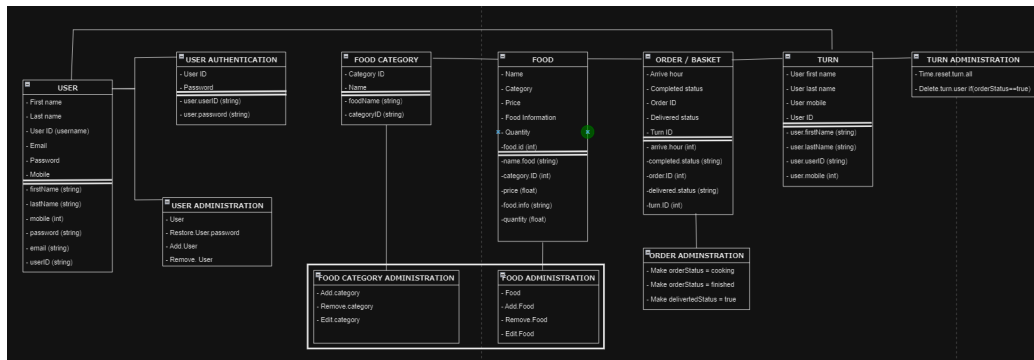 USER
- First name
- Last name
- User ID (username)
- Email
- Password
- Mobile
- firstName (string)
- lastName (string)
- mobile (int)
- password (string)
- email (string)
- userID (string)
USER AUTHENTICATION
- User ID
- Password
- user.userID (string)
- user.password (string)
USER ADMINISTRATION
- User
- Restore User.password
- Add User
- Remove. User
FOOD CATEGORY
- Category ID
- Name
- foodName (string)
- categoryID (string)
FOOD CATEGORY ADMINISTRATION
- Add.category
- Remove.category
- Edit.category
FOOD
- Name
- Category
- Price
- Food Information
- Quantity
-food.id (int)
-name.food (string)
-category.ID (int)
-price (float)
-food.info (string)
-quantity (float)
FOOD ADMINISTRATION
- Food
- Add.Food
- Remove.Food
- Edit.Food
ORDER / BASKET
- Arrive hour
- Completed status
- Order ID
- Delivered status
- Turn ID
- arrive.hour (int)
-completed.status (string)
-order.ID (int)
-delivered.status (string)
-turn.ID (int)
ORDER ADMINSTRATION
- Make orderStatus = cooking
- Make orderStatus = finished
- Make delivertedStatus = true
TURN
- User first name
- User last name
- User mobile
- User ID
- user.firstName (string)
- user.lastName (string)
- user.userID (string)
- user.mobile (int)
TURN ADMINISTRATION
- Time.reset.turn.all
- Delete.turn.user if(orderStatus==true)